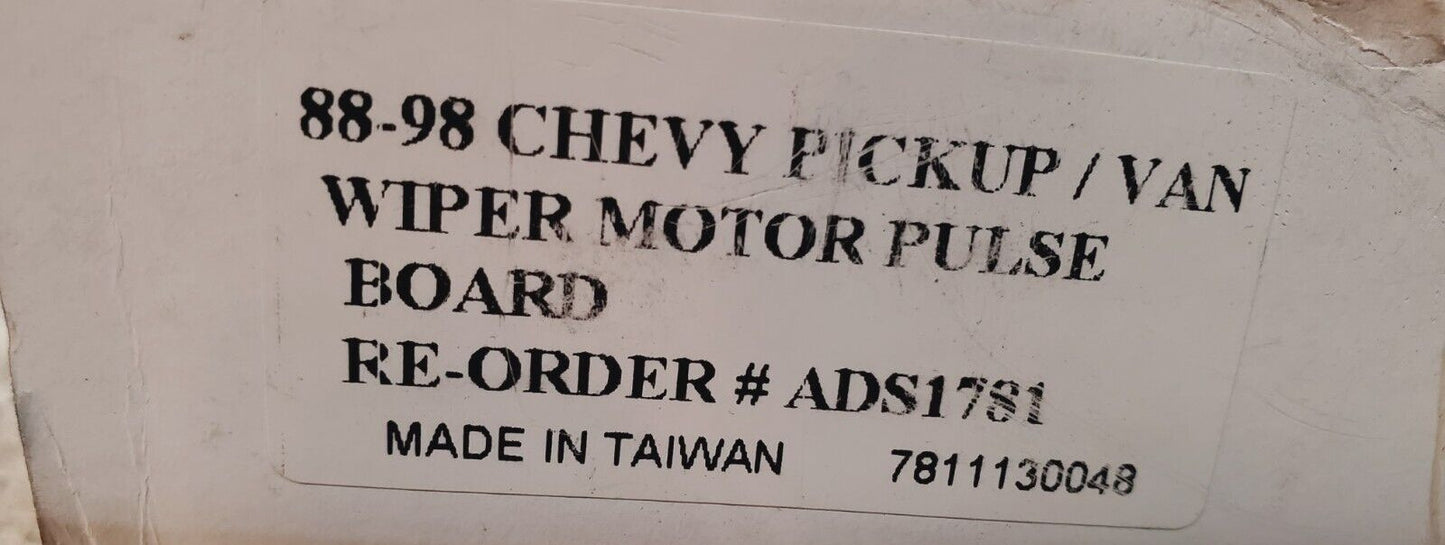 88-98 CHEVY PICKUP / VAN
WIPER MOTOR PULSE
BOARD
RE-ORDER # ADS1781
MADE IN TAIWAN 7811130048